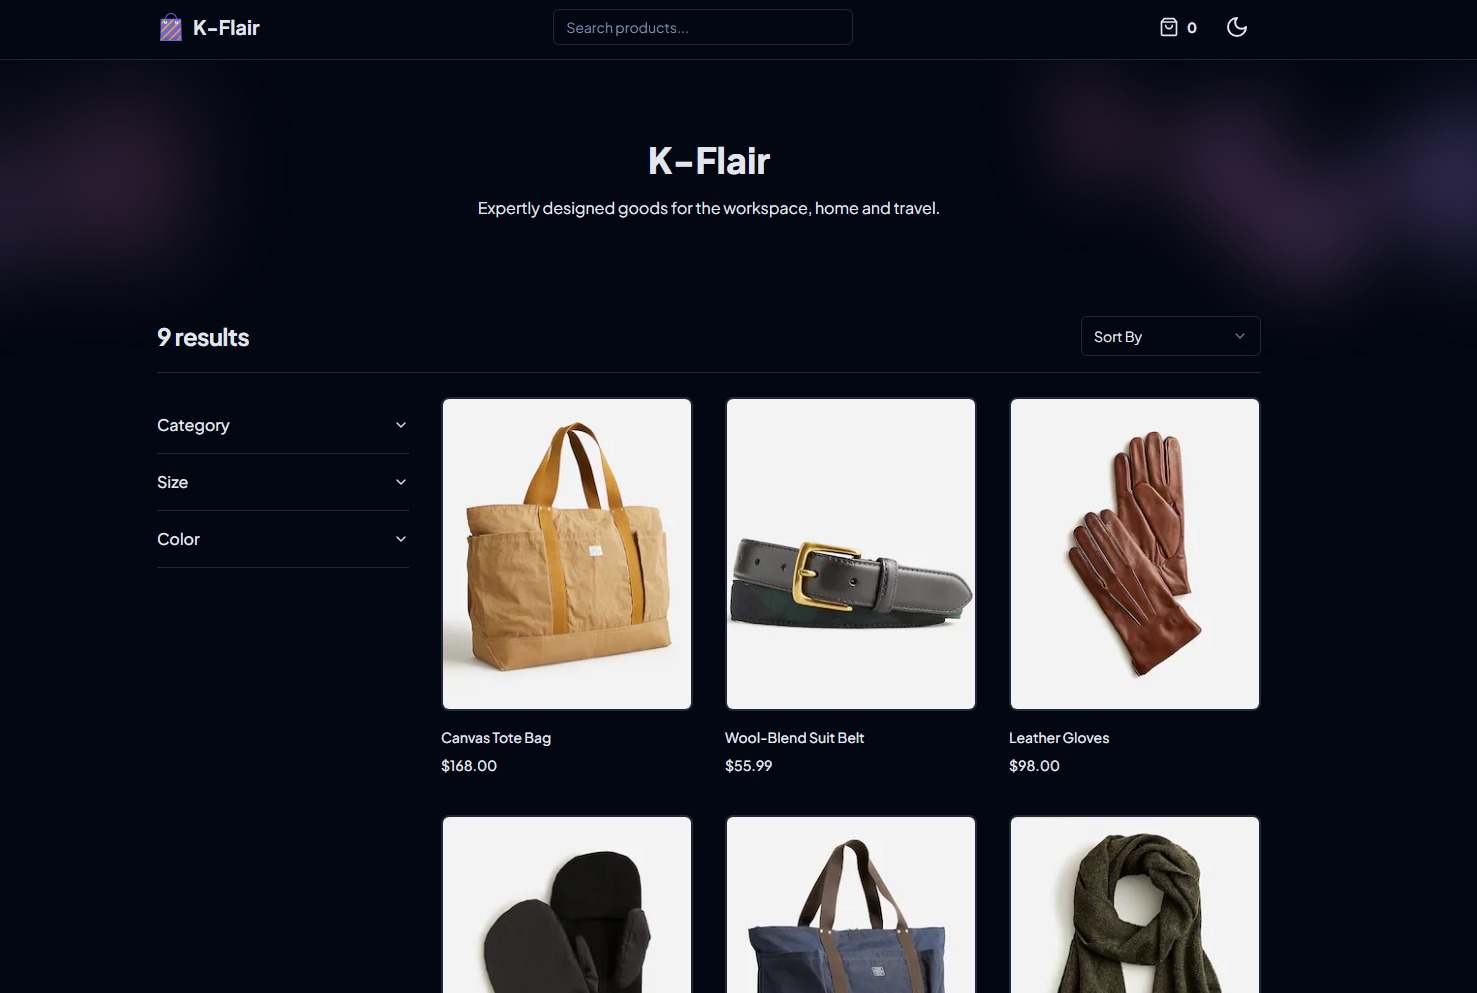 K-Flair
Search products...
0
K-Flair
Expertly designed goods for the workspace, home and travel.
9 results
Sort By
Category
Size
Color
Canvas Tote Bag
$168.00
Wool-Blend Suit Belt
$55.99
Leather Gloves
$98.00